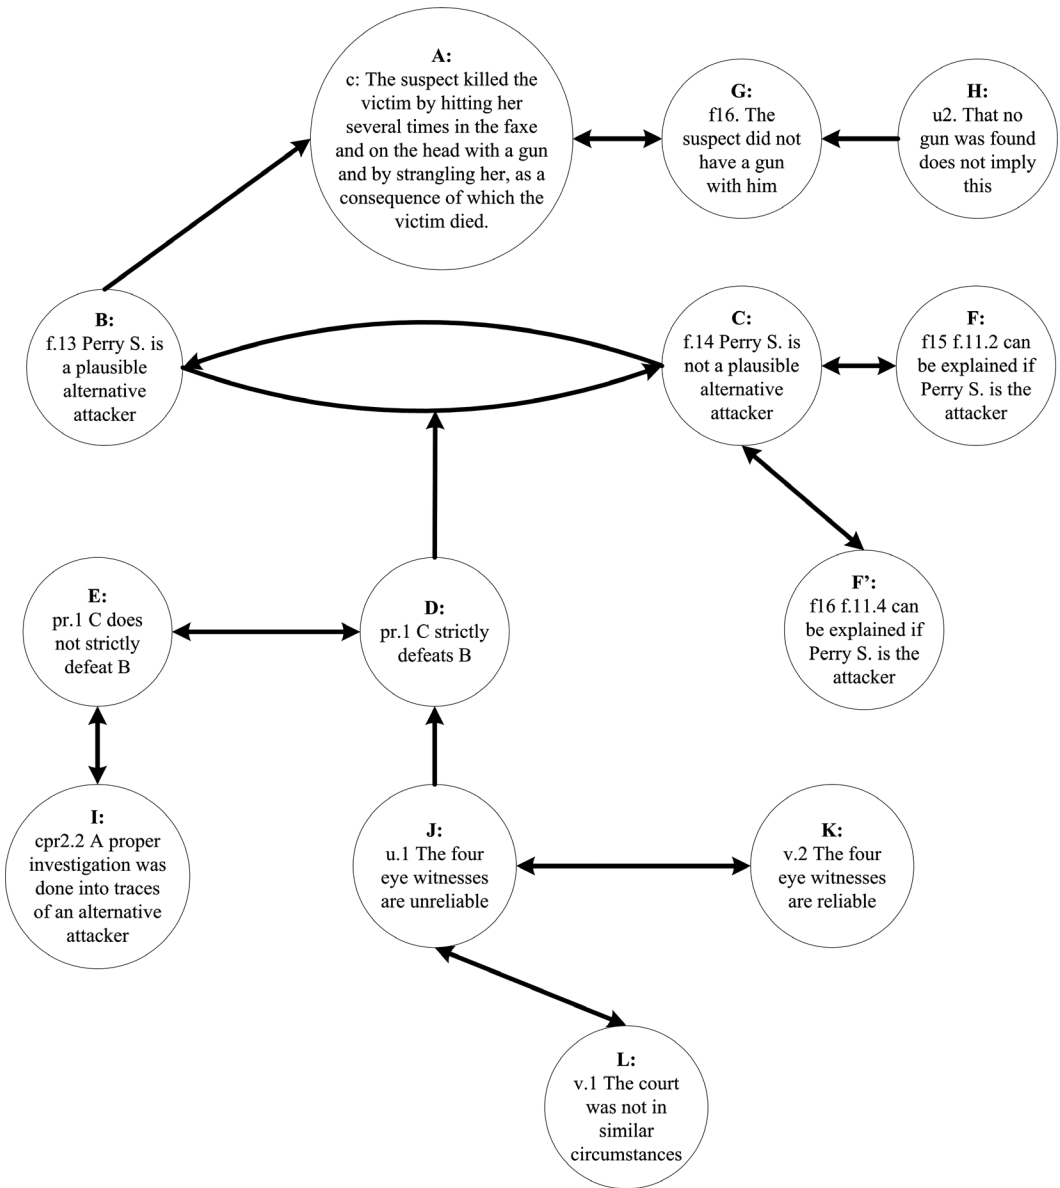 A:
c: The suspect killed the
victim by hitting her
several times in the faxe
and on the head with a gun
and by strangling her, as a
consequence of which the
victim died.
G:
f16. The
suspect did not
have a gun
with him
H:
u2. That no
gun was found
does not imply
this
B:
f.13 Perry S. is
a plausible
alternative
attacker
C:
f.14 Perry S. is
not a plausible
alternative
attacker
F:
f15 f.11.2 can
be explained if
Perry S. is the
attacker
F’:
f16 f.11.4 can
be explained if
Perry S. is the
attacker
E:
pr.1 C does
not strictly
defeat B
D:
pr.1 C strictly
defeats B
I:
cpr2.2 A proper
investigation was
done into traces
of an alternative
attacker
J:
u.1 The four
eye witnesses
are unreliable
K:
v.2 The four
eye witnesses
are reliable
L:
v.1 The court
was not in
similar
circumstances